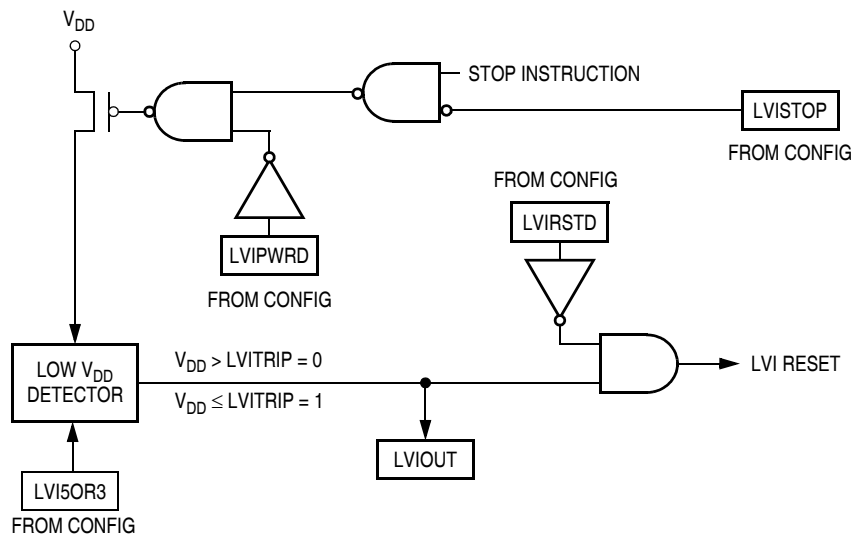 VDD
STOP INSTRUCTION
LVISTOP
FROM CONFIG
FROM CONFIG
LVIRSTD
LVIPWRD
FROM CONFIG
LOW VDD
DETECTOR
VDD > LVITRIP = 0
VDD ≤ LVITRIP = 1
LVI RESET
LVIOUT
LVI5OR3
FROM CONFIG